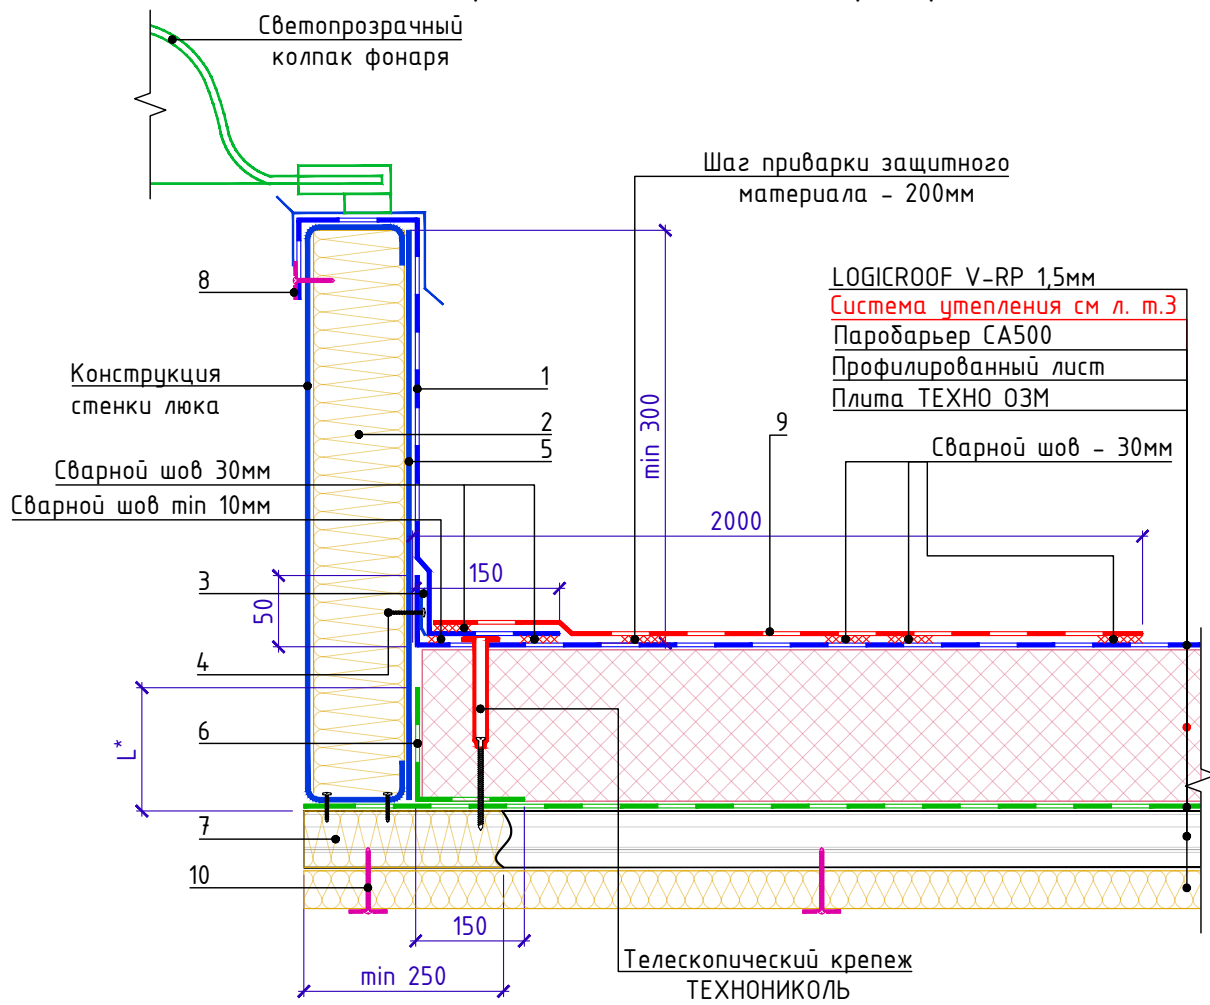 Светопрозрачный
колпак фонаря
Шаг приварки защитного
материала - 200мм
8
LOGICROOF V-RP 1,5мм
Система утепления см л. т.3
Паробарьер СА500
Профилированный лист
Плита ТЕХНО ОЗМ
Конструкция
стенки люка
1
2
5
min 300
9
Сварной шов - 30мм
Сварной шов 30мм
Сварной шов min 10мм
2000
3
150
50
4
6
L*
7
10
150
min 250
Телескопический крепеж
ТЕХНОНИКОЛЬ